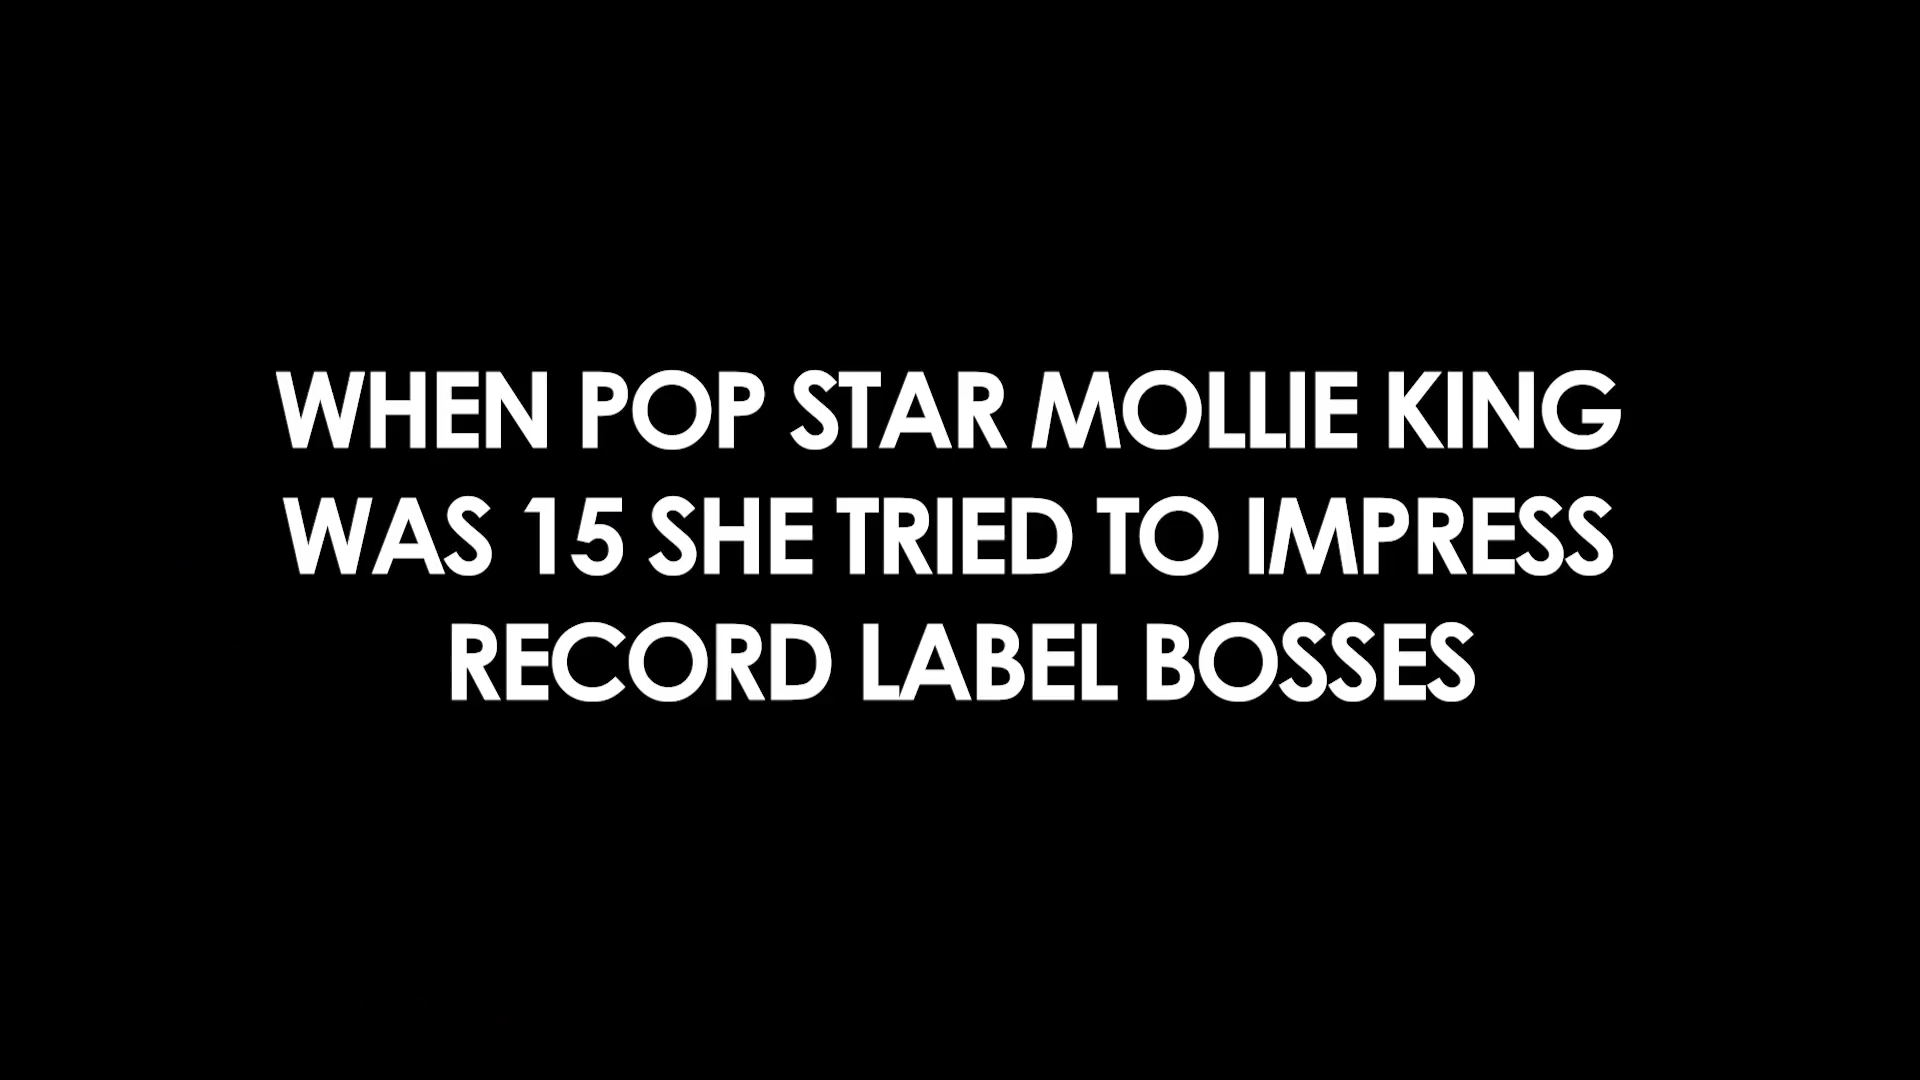 WHEN POP STAR MOLLIE KING
WAS 15 SHE TRIED TO IMPRESS
RECORD LABEL BOSSES